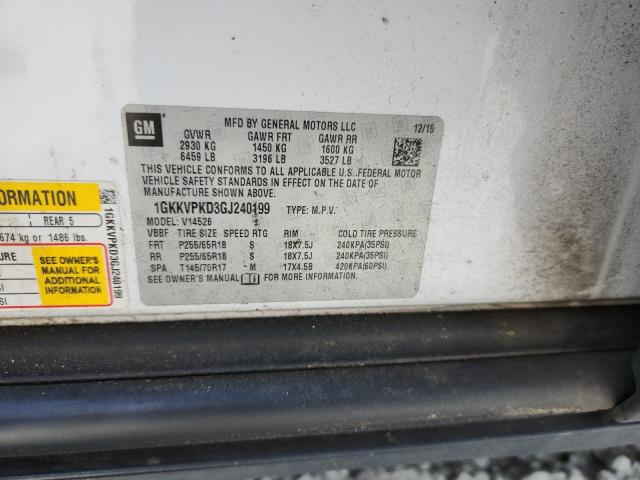 GM
MFD BY GENERAL MOTORS LLC 12/15
GVWR GAWR FRT GAWR RR
2930 KG 1450 KG 1600 KG
6459 LB 3196 LB 3527 LB
THIS VEHICLE CONFORMS TO ALL APPLICABLE U.S. FEDERAL MOTOR
VEHICLE SAFETY AND THEFT PREVENTION STANDARDS IN EFFECT ON THE DATE OF
MANUFACTURE SHOWN ABOVE.
1GKKVPKD3GJ240199 TYPE: M.P.V.
MODEL: V14526
VBBF TIRE SIZE SPEED RTG RIM COLD TIRE PRESSURE
FRT P255/65R18 S 18X7.5J 240KPA(35PSI)
RR P255/65R18 S 18X7.5J 240KPA(35PSI)
SPA T145/70R17 M 17X4.5B 420KPA(60PSI)
SEE OWNER'S MANUAL FOR MORE INFORMATION.
FORMATION
REAR 5
674 kg or 1486 lbs.
SEE OWNER'S
MANUAL FOR
ADDITIONAL
INFORMATION
1GKKVPKD3GJ240199